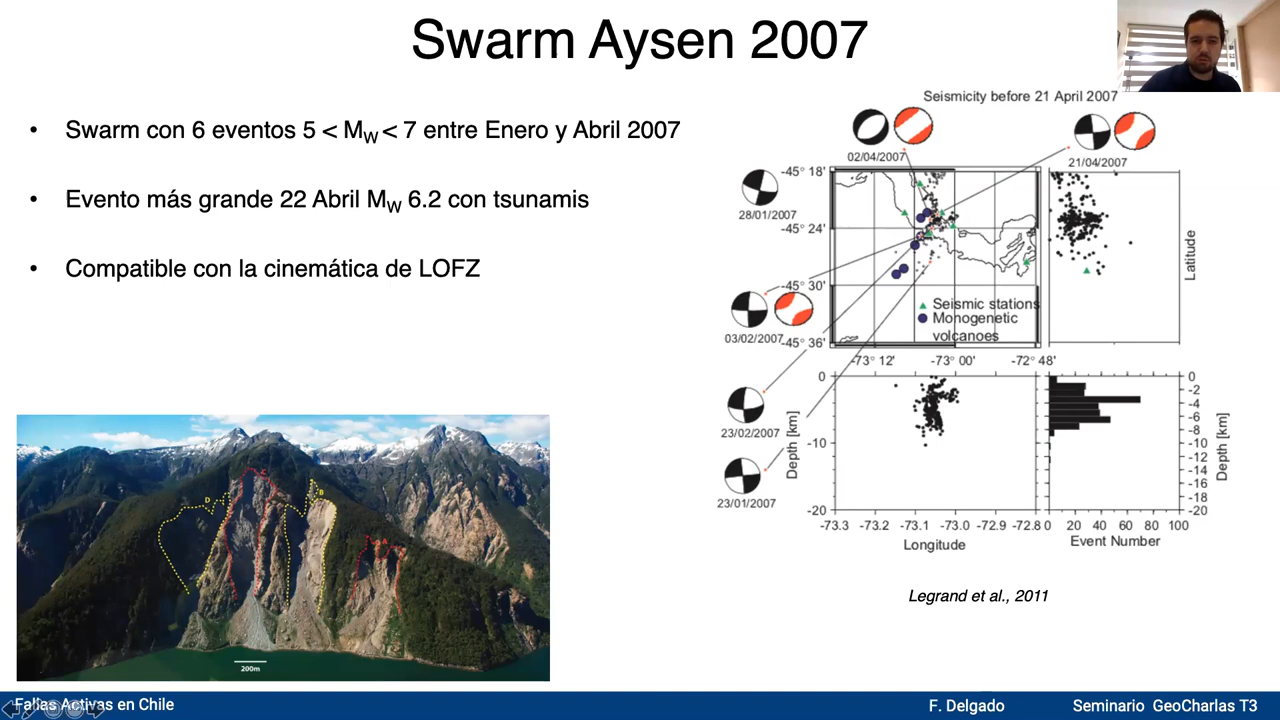 Swarm Aysen 2007
• Swarm con 6 eventos 5 < MW < 7 entre Enero y Abril 2007
• Evento más grande 22 Abril MW 6.2 con tsunamis
• Compatible con la cinemática de LOFZ
Seismicity before 21 April 2007
02/04/2007
21/04/2007
28/01/2007
03/02/2007
23/02/2007
23/01/2007
-45° 18'
-45° 24'
-45° 30'
-45° 36'
Seismic stations
Monogenetic
volcanoes
-73° 12' -73° 00' -72° 48'
Latitude
0
-10
-20
Depth [km]
-73.3 -73.2 -73.1 -73.0 -72.9 -72.8
Longitude
0
-2
-4
-6
-8
-10
-12
-14
-16
-18
-20
Depth [km]
0 20 40 60 80 100
Event Number
Legrand et al., 2011
D
C
B
A
200m
Fallas Activas en Chile
F. Delgado
Seminario GeoCharlas T3